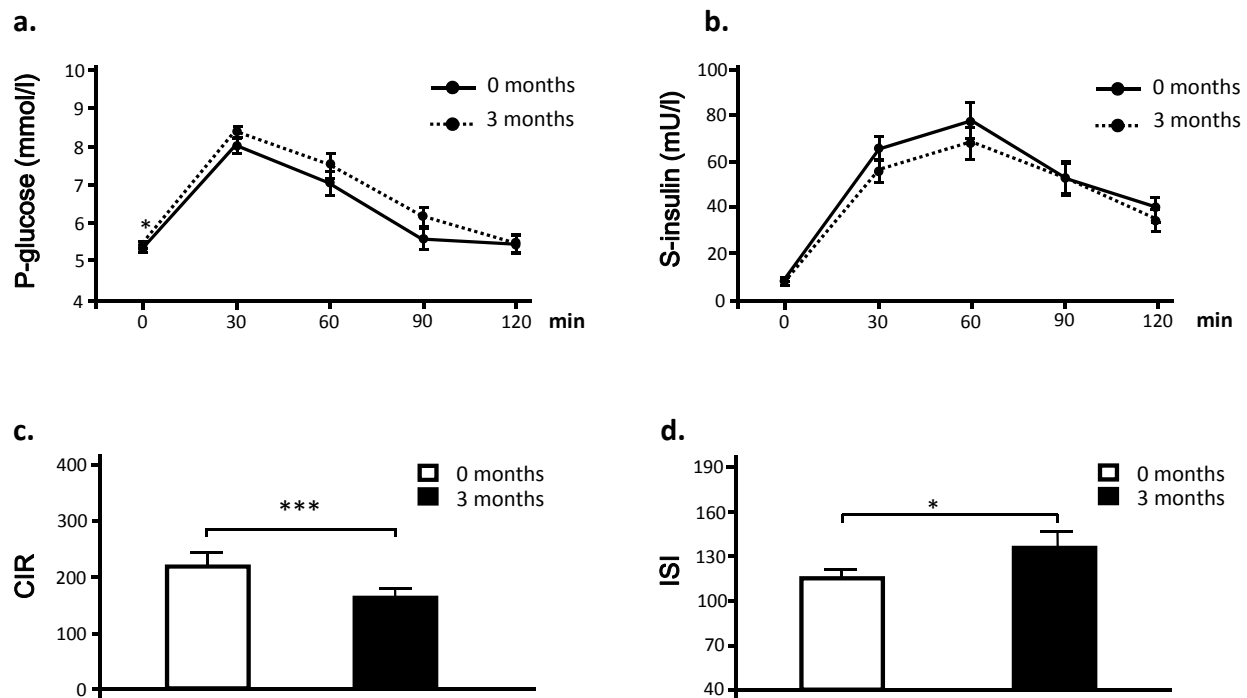 a.
P-glucose (mmol/l)
10
9
8
7
6
5
4
*
0 months
3 months
0 30 60 90 120 min
b.
S-insulin (mU/l)
100
80
60
40
20
0
0 months
3 months
0 30 60 90 120 min
c.
CIR
400
300
200
100
0
***
0 months
3 months
d.
ISI
190
160
130
100
70
40
*
0 months
3 months